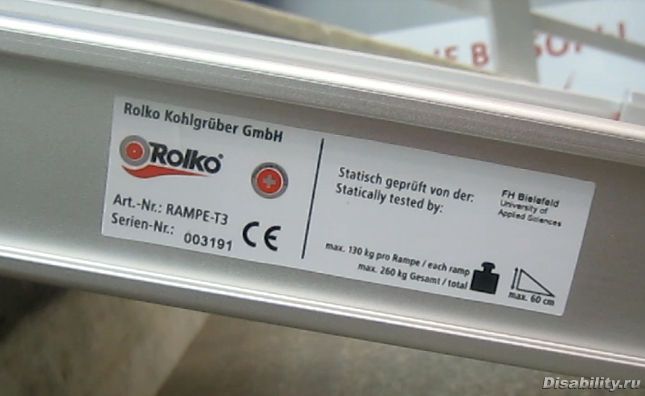 Rolko Kohlgrüber GmbH
Rolko
Art.-Nr.: RAMPE-T3
Serien-Nr.: 003191 CE
Statisch geprüft von der:
Statically tested by:
FH Bielefeld
University of
Applied Sciences
max. 130 kg pro Rampe / each ramp
max. 260 kg Gesamt / total
max. 60 cm
Disability.ru